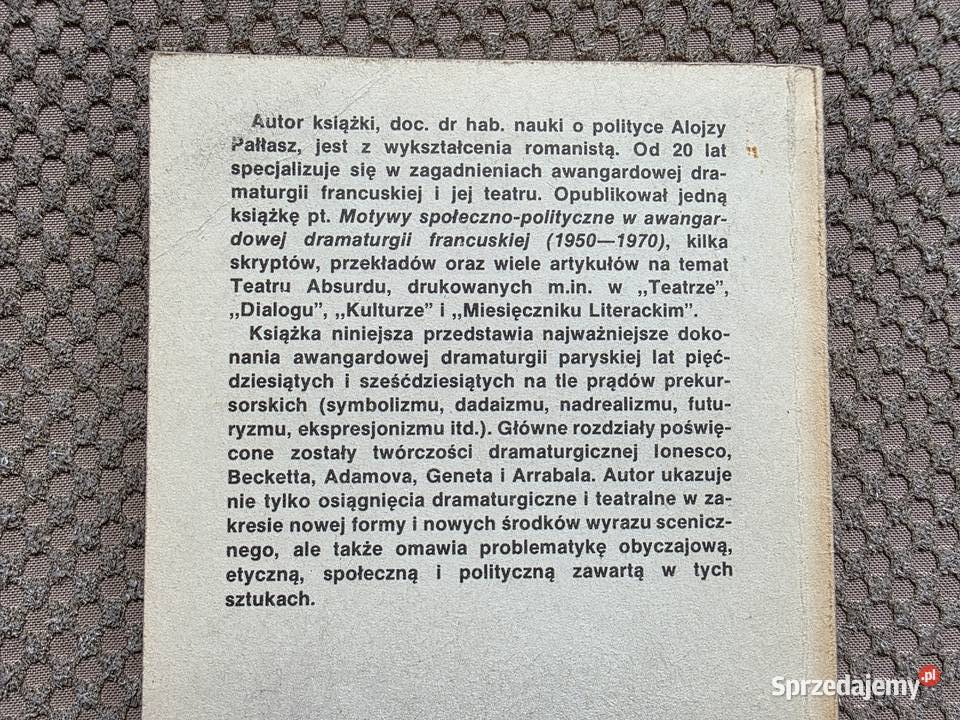 Autor książki, doc. dr hab. nauki o polityce Alojzy
Pałłasz, jest z wykształcenia romanistą. Od 20 lat
specjalizuje się w zagadnieniach awangardowej dra-
maturgii francuskiej i jej teatru. Opublikował jedną
książkę pt. Motywy społeczno-polityczne w awangar-
dowej dramaturgii francuskiej (1950—1970), kilka
skryptów, przekładów oraz wiele artykułów na temat
Teatru Absurdu, drukowanych m.in. w ,,Teatrze”,
,,Dialogu”, ,,Kulturze” i ,,Miesięczniku Literackim”.
Książka niniejsza przedstawia najważniejsze doko-
nania awangardowej dramaturgii paryskiej lat pięć-
dziesiątych i sześćdziesiątych na tle prądów prekur-
sorskich (symbolizmu, dadaizmu, nadrealizmu, futu-
ryzmu, ekspresjonizmu itd.). Główne rozdziały poświę-
cone zostały twórczości dramaturgicznej Ionesco,
Becketta, Adamova, Geneta i Arrabala. Autor ukazuje
nie tylko osiągnięcia dramaturgiczne i teatralne w za-
kresie nowej formy i nowych środków wyrazu scenicz-
nego, ale także omawia problematykę obyczajową,
etyczną, społeczną i polityczną zawartą w tych
sztukach.
Sprzedajemy.pl